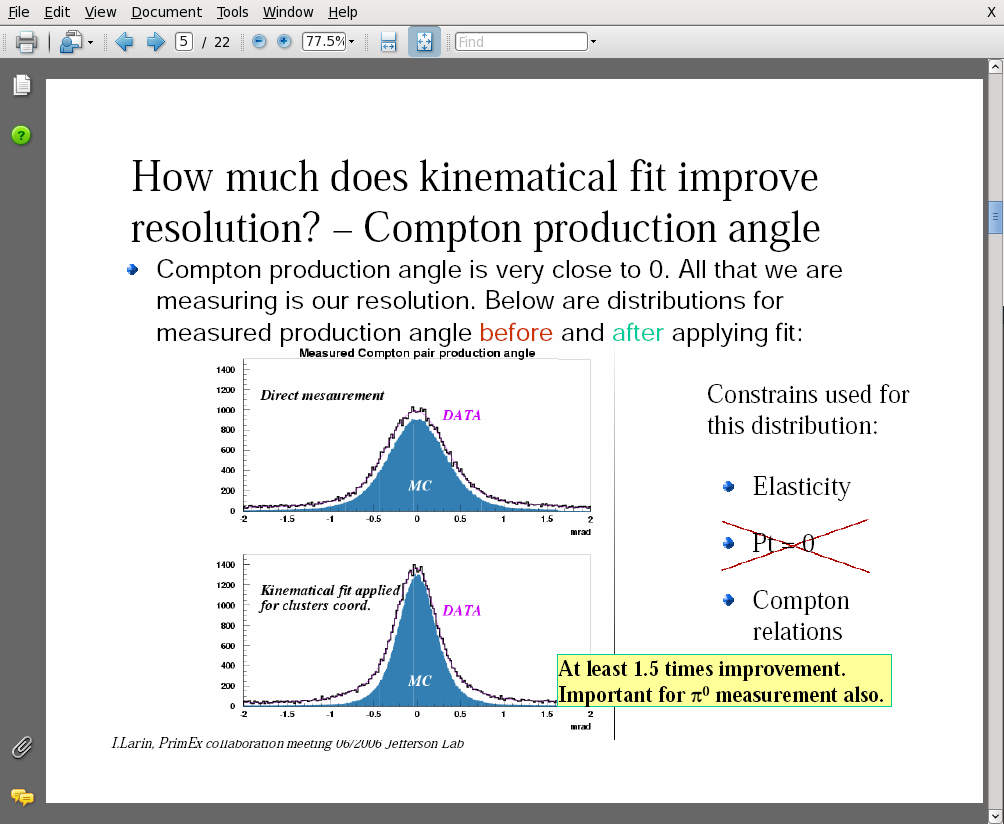 File Edit View Document Tools Window Help X
5 / 22 77.5% Find
How much does kinematical fit improve
resolution? – Compton production angle
Compton production angle is very close to 0. All that we are
measuring is our resolution. Below are distributions for
measured production angle before and after applying fit:
Measured Compton pair production angle
1400
1200
1000
800
600
400
200
0
Direct mesaurement
DATA
MC
-2 -1.5 -1 -0.5 0 0.5 1 1.5 2
mrad
1400
1200
1000
800
600
400
200
0
Kinematical fit applied
for clusters coord.
DATA
MC
-2 -1.5 -1 -0.5 0 0.5 1 1.5 2
mrad
Constrains used for
this distribution:
Elasticity
Pt = 0
Compton
relations
At least 1.5 times improvement.
Important for π⁰ measurement also.
I.Larin, PrimEx collaboration meeting 06/2006 Jefferson Lab